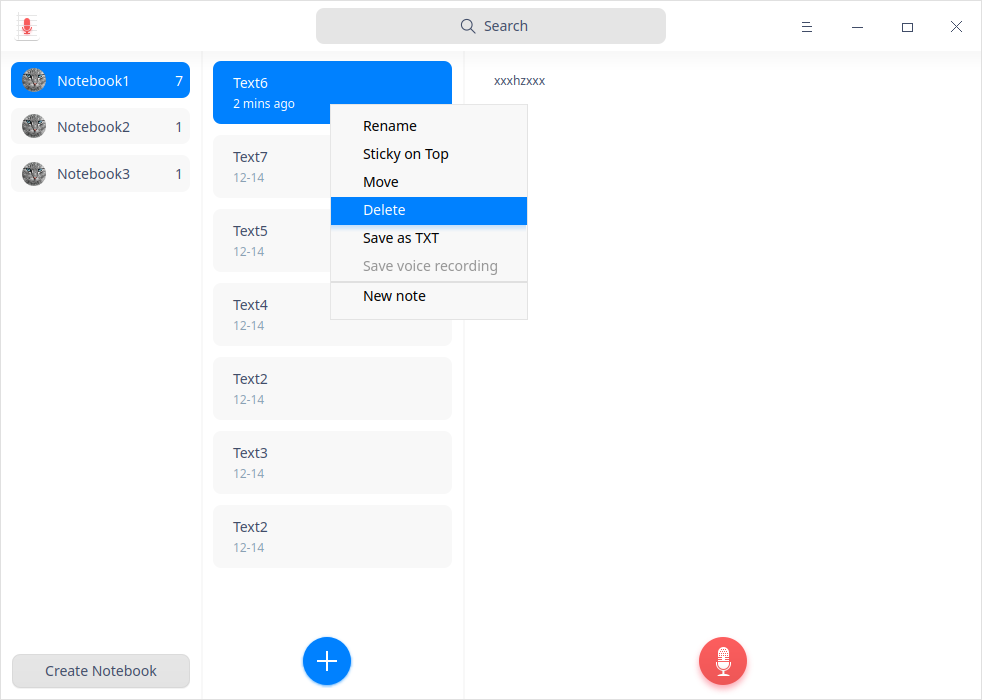 Search
Notebook1 7
Notebook2 1
Notebook3 1
Create Notebook
Text6
2 mins ago
Text7
12-14
Text5
12-14
Text4
12-14
Text2
12-14
Text3
12-14
Text2
12-14
Rename
Sticky on Top
Move
Delete
Save as TXT
Save voice recording
New note
xxxhzxxx